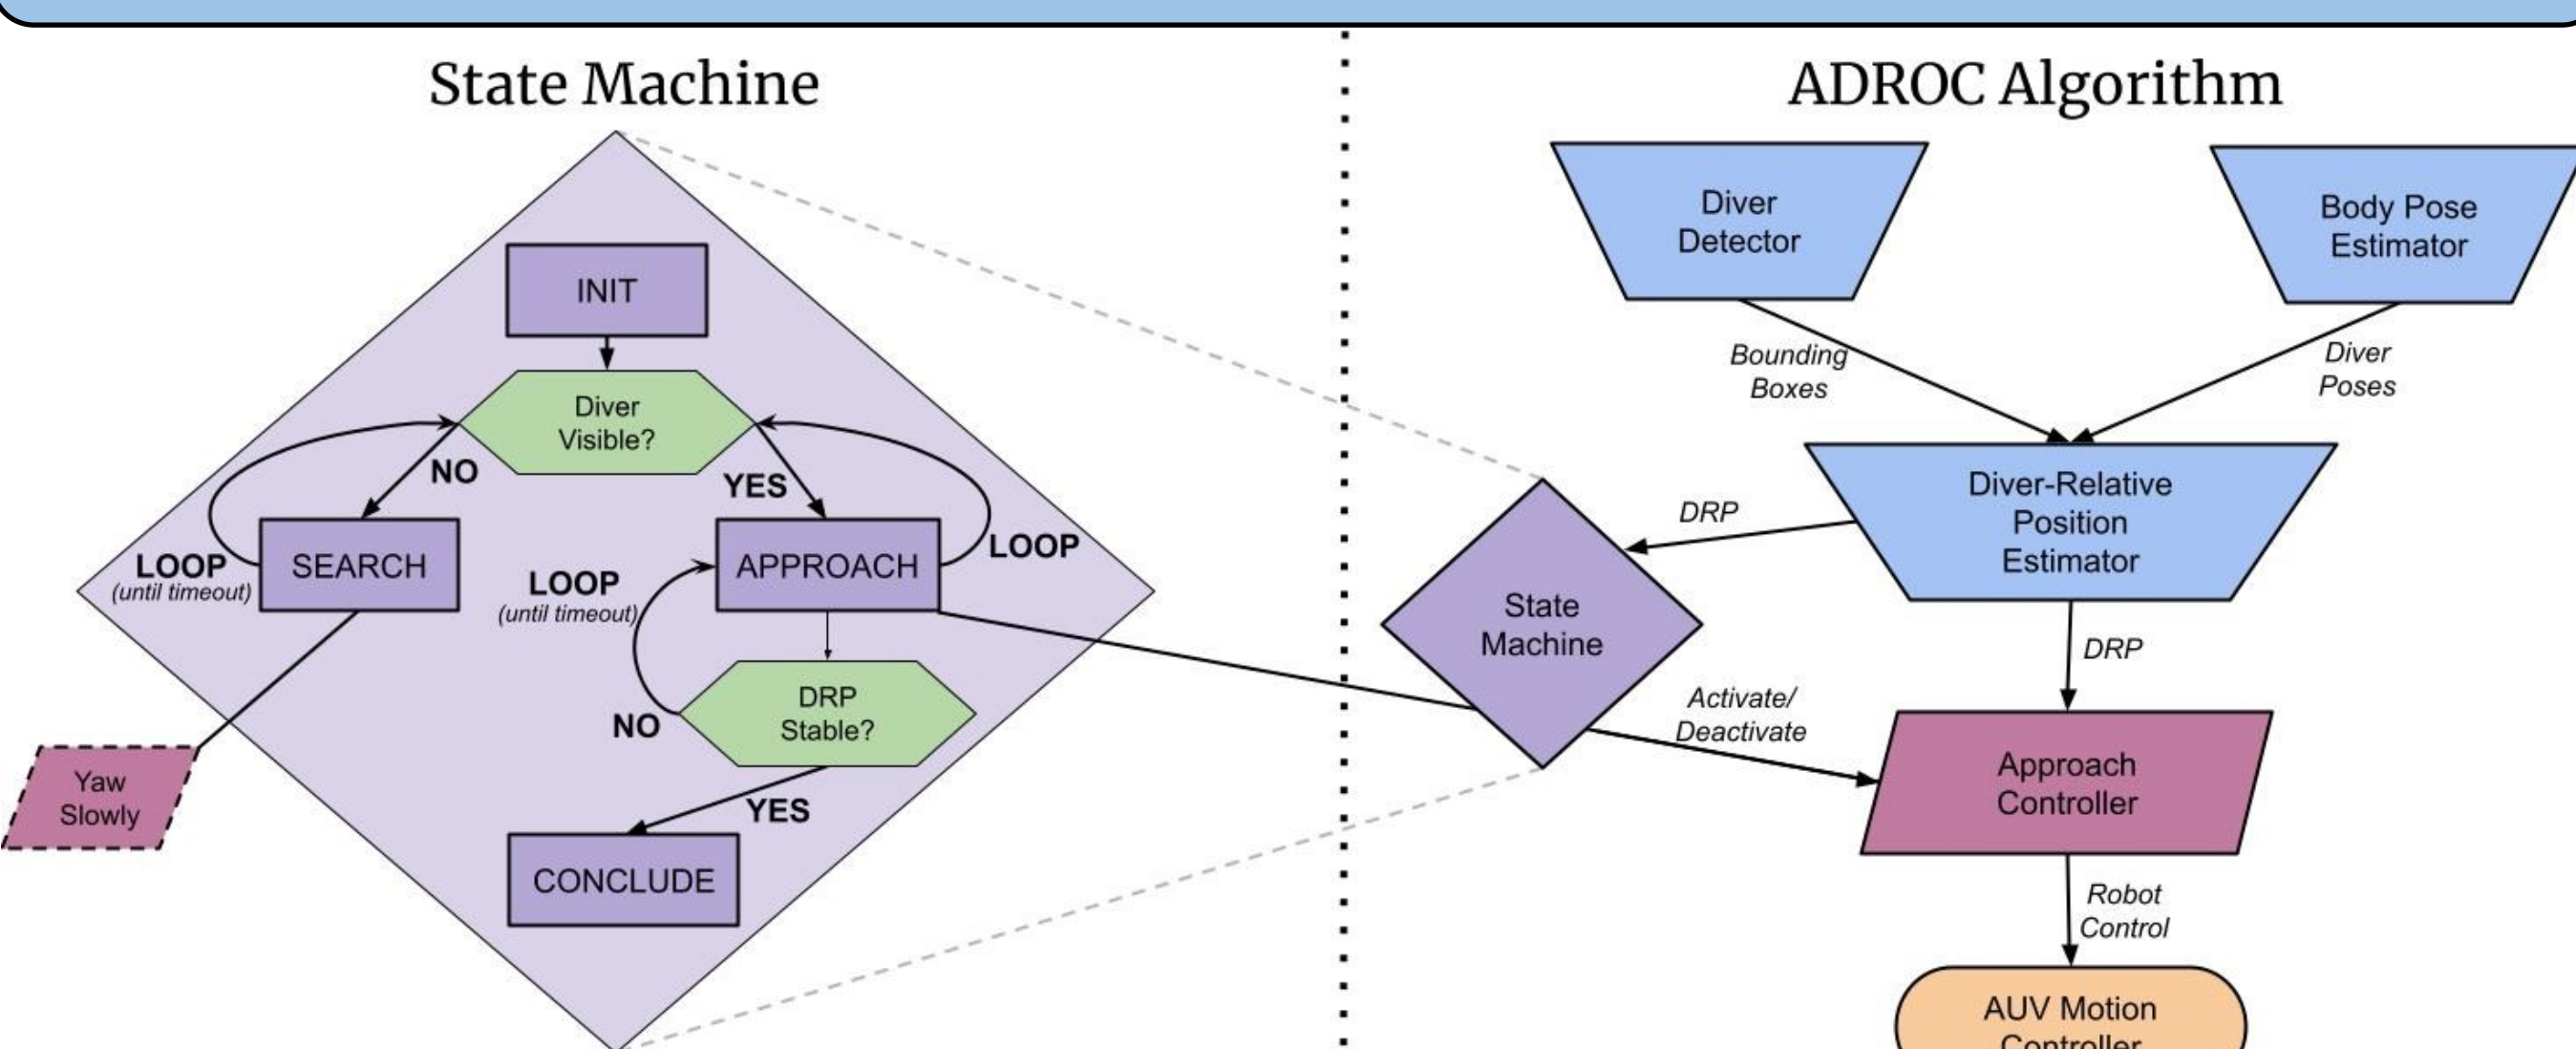 State Machine
INIT
Diver
Visible?
NO
YES
SEARCH
LOOP
(until timeout)
APPROACH
LOOP
LOOP
(until timeout)
DRP
Stable?
NO
YES
CONCLUDE
Yaw
Slowly
ADROC Algorithm
Diver
Detector
Body Pose
Estimator
Bounding
Boxes
Diver
Poses
Diver-Relative
Position
Estimator
DRP
State
Machine
DRP
Activate/
Deactivate
Approach
Controller
Robot
Control
AUV Motion
Controller